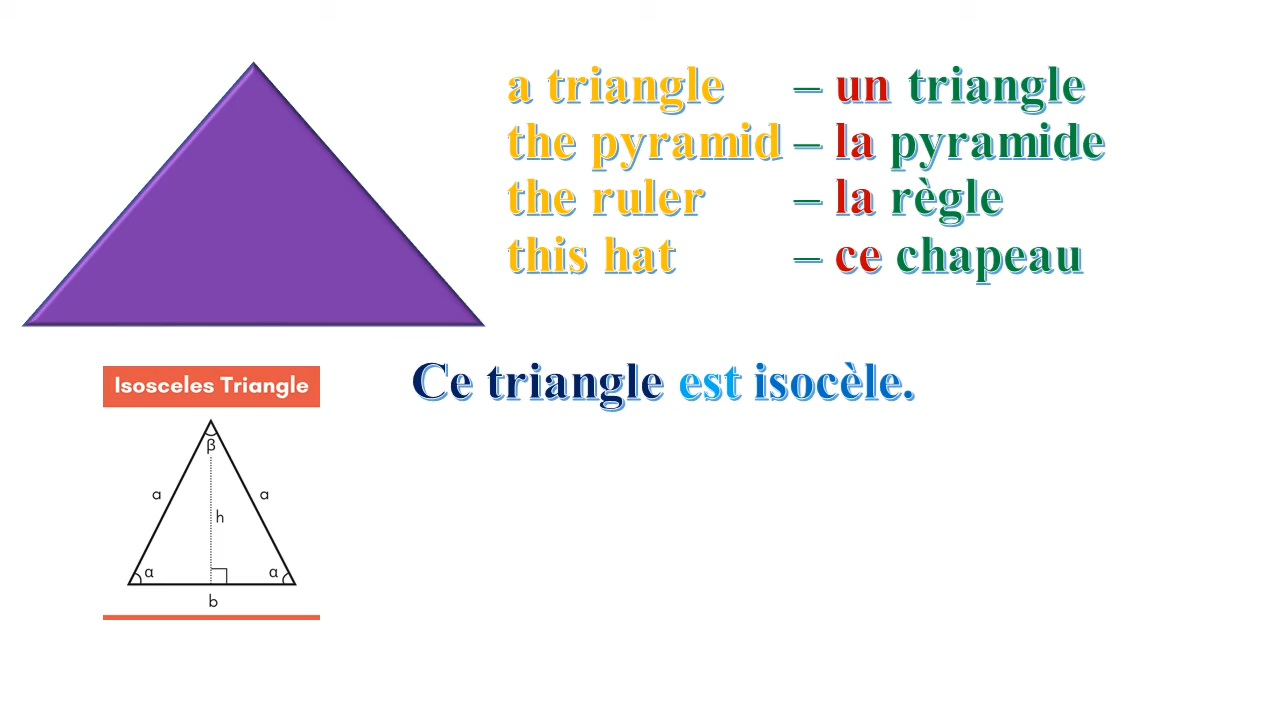 a triangle – un triangle
the pyramid – la pyramide
the ruler – la règle
this hat – ce chapeau
Ce triangle est isocèle.
Isosceles Triangle
β
a a
h
α α
b